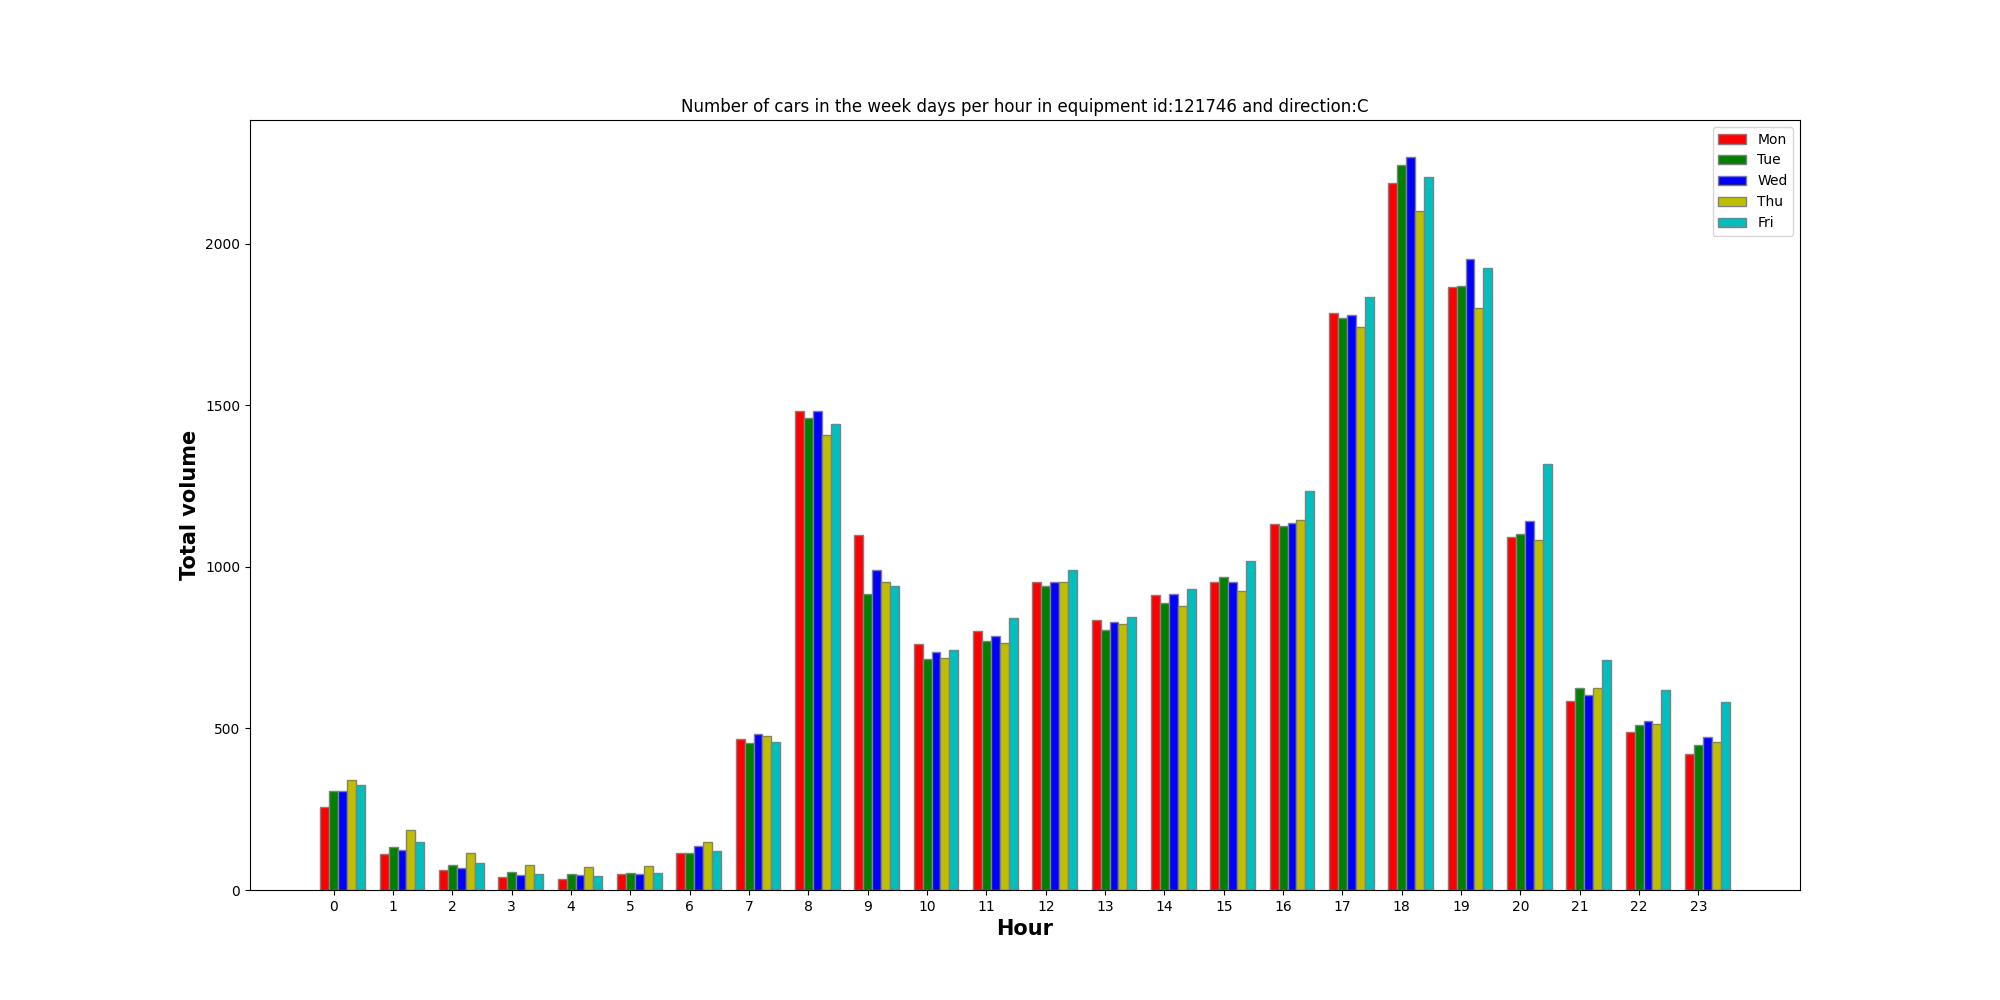 Number of cars in the week days per hour in equipment id:121746 and direction:C
Mon
Tue
Wed
Thu
Fri
2000
1500
1000
500
0
Total volume
0 1 2 3 4 5 6 7 8 9 10 11 12 13 14 15 16 17 18 19 20 21 22 23
Hour